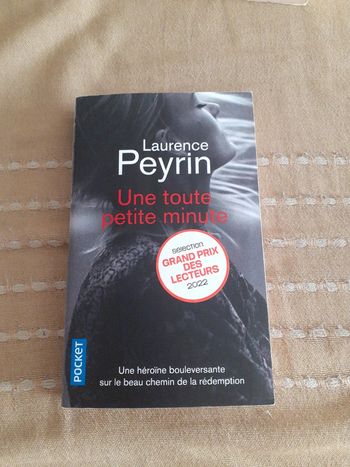 Laurence
Peyrin
Une toute
petite minute
sélection
GRAND PRIX
DES
LECTEURS
2022
POCKET
Une héroïne bouleversante
sur le beau chemin de la rédemption